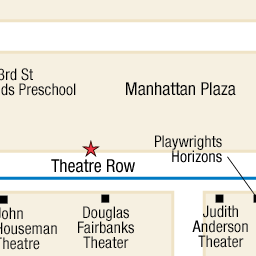 3rd St
ds Preschool
Manhattan Plaza
Playwrights
Horizons
Theatre Row
John
Houseman
Theatre
Douglas
Fairbanks
Theater
Judith
Anderson
Theater